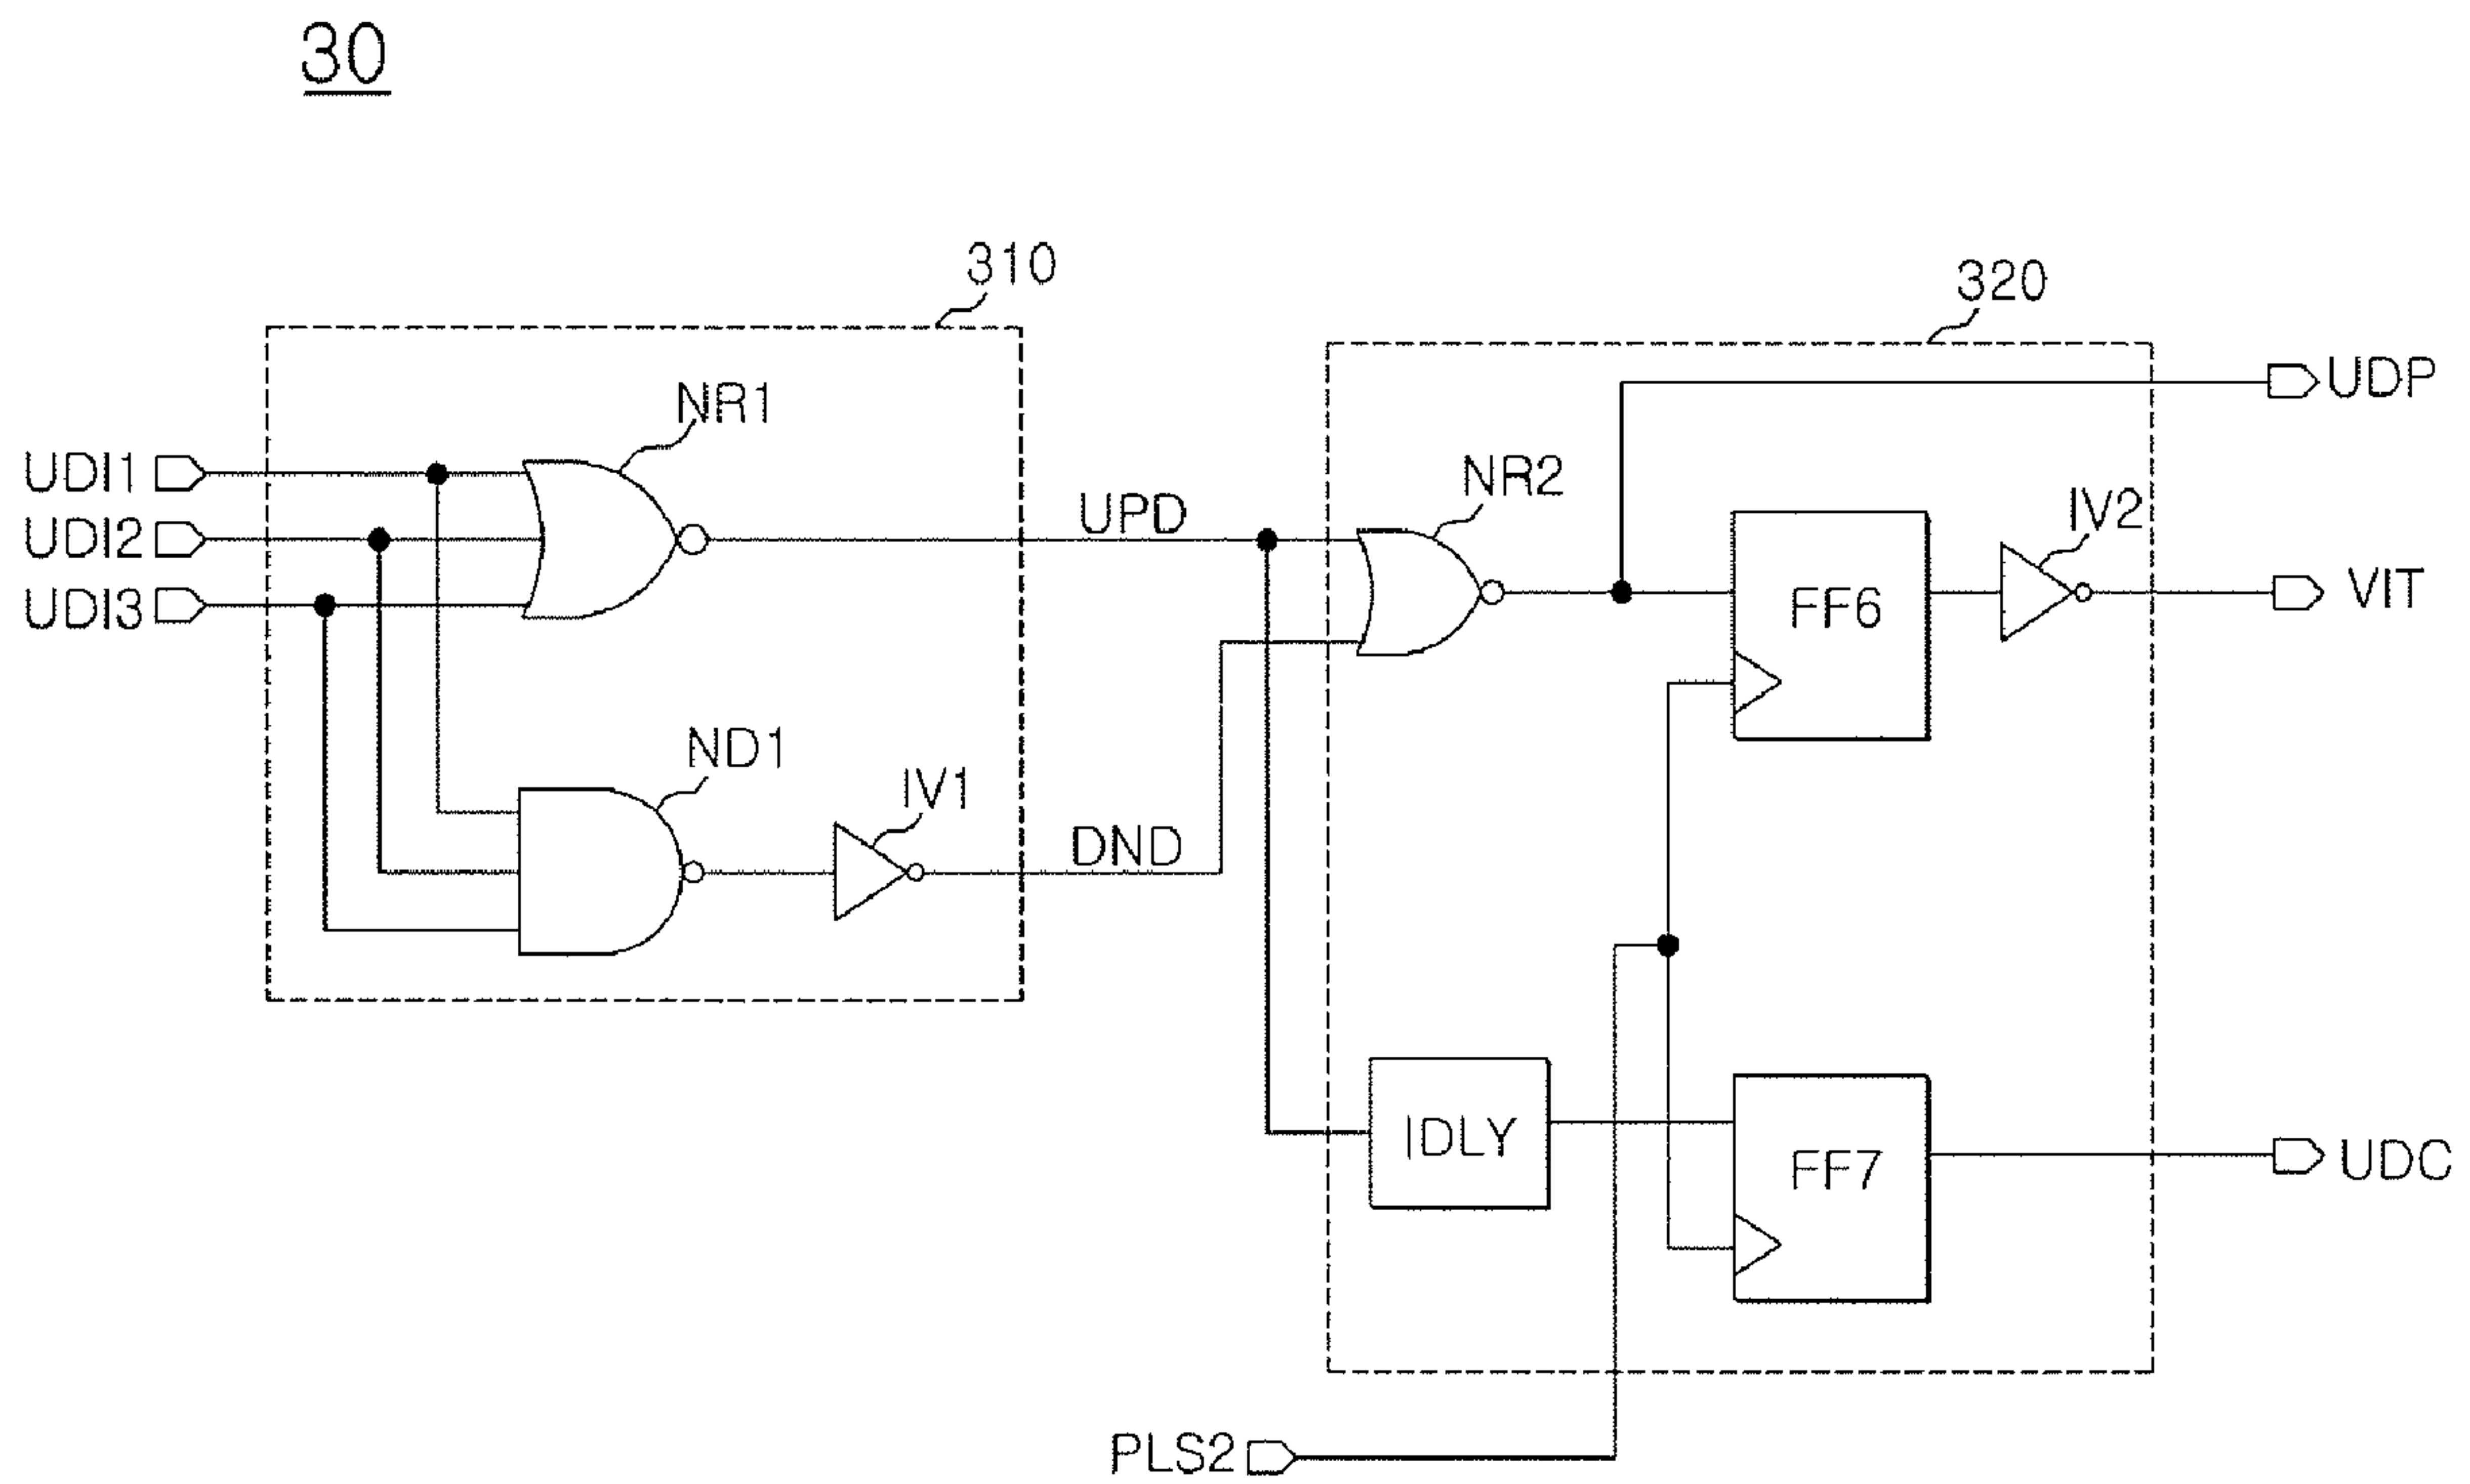 30
310
320
UDP
NR1
UDI1
NR2
UPD
IV2
UDI2
VIT
UDI3
FF6
ND1
IV1
DND
IDLY
FF7
UDC
PLS2